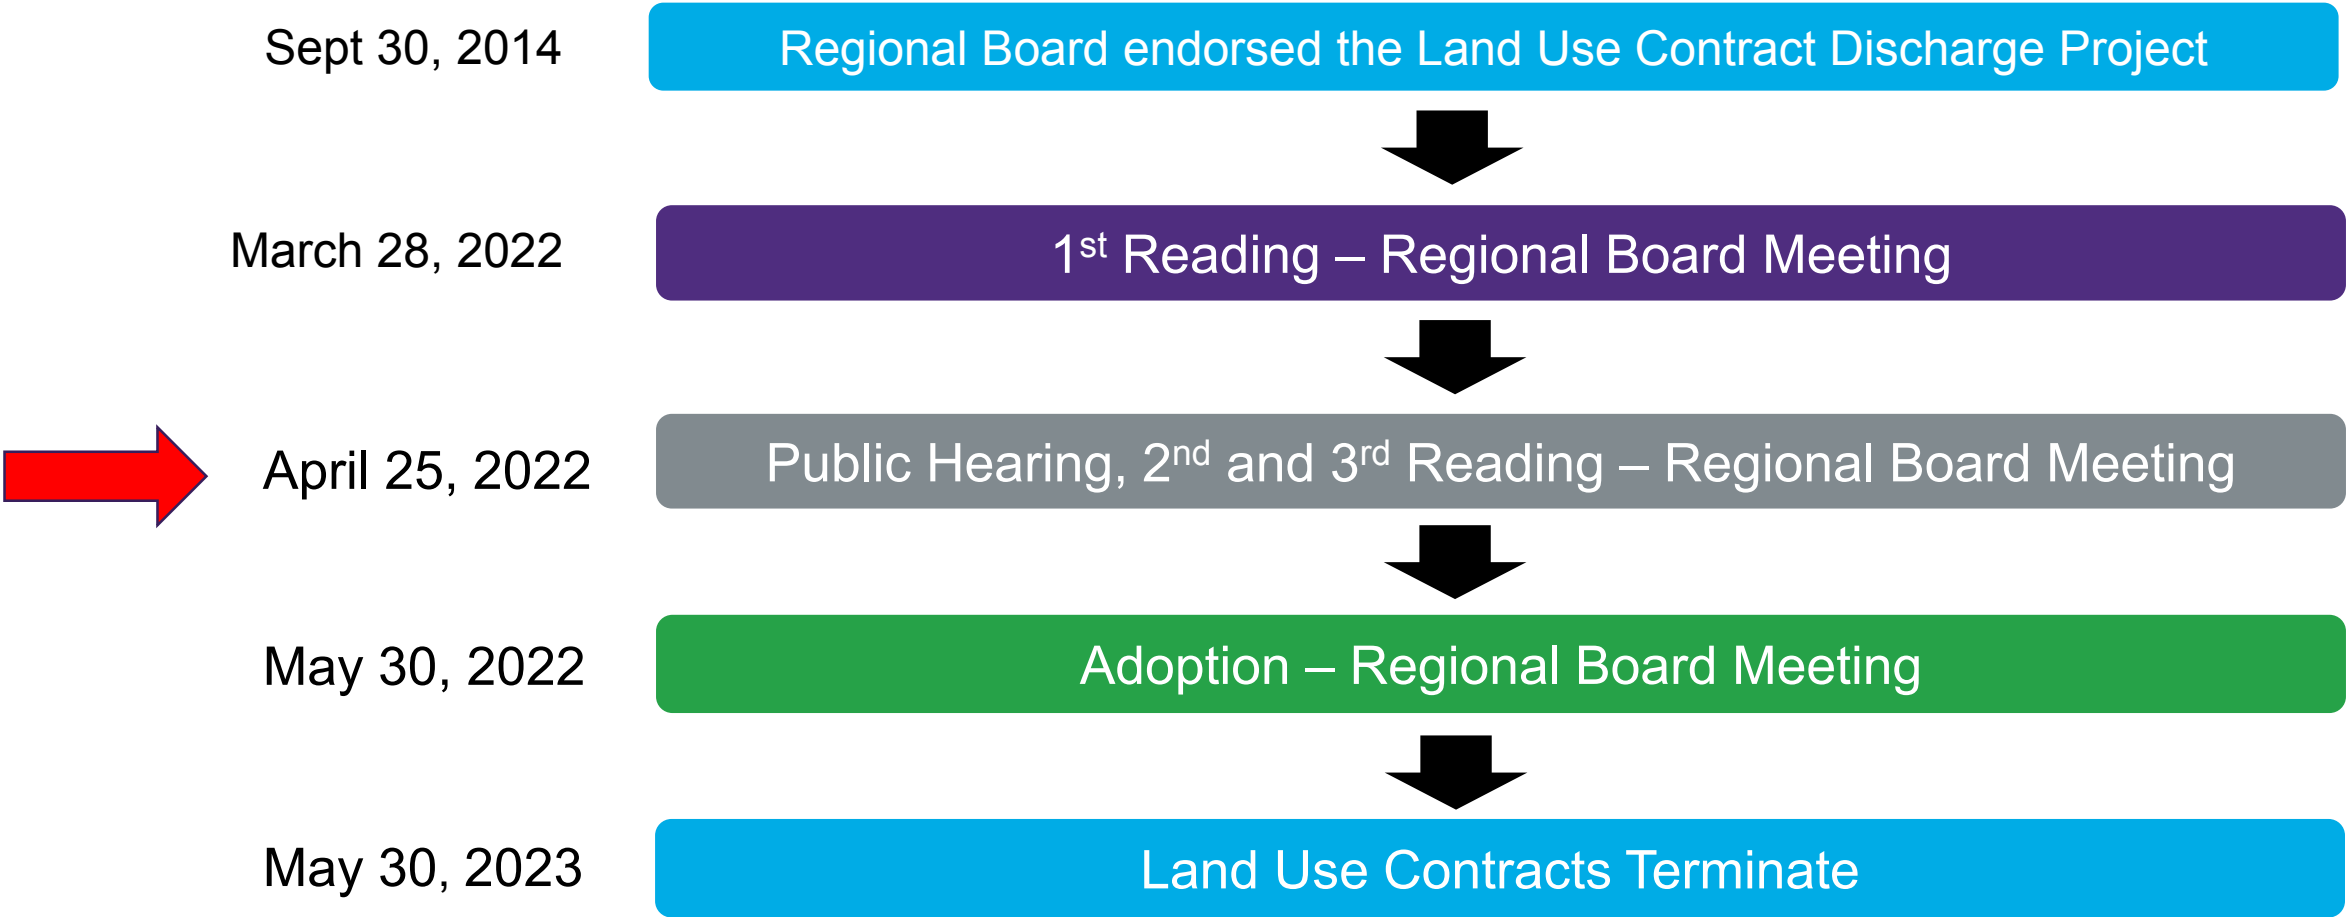 Sept 30, 2014
Regional Board endorsed the Land Use Contract Discharge Project
March 28, 2022
1st Reading – Regional Board Meeting
April 25, 2022
Public Hearing, 2nd and 3rd Reading – Regional Board Meeting
May 30, 2022
Adoption – Regional Board Meeting
May 30, 2023
Land Use Contracts Terminate